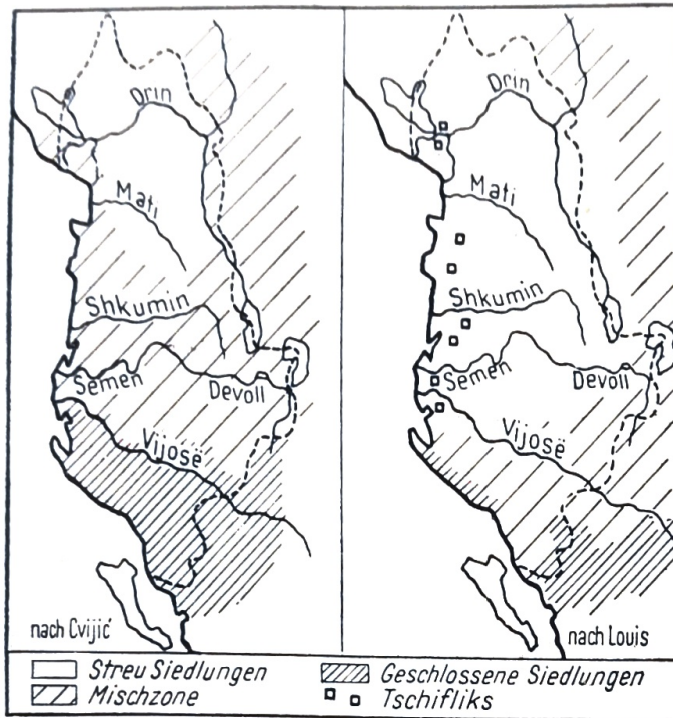 Drin
Mati
Shkumin
Semen
Devoll
Vijosë
nach Cvijić
Drin
Mati
Shkumin
Semen
Devoll
Vijosë
nach Louis
Streu Siedlungen
Mischzone
Geschlossene Siedlungen
Tschifliks